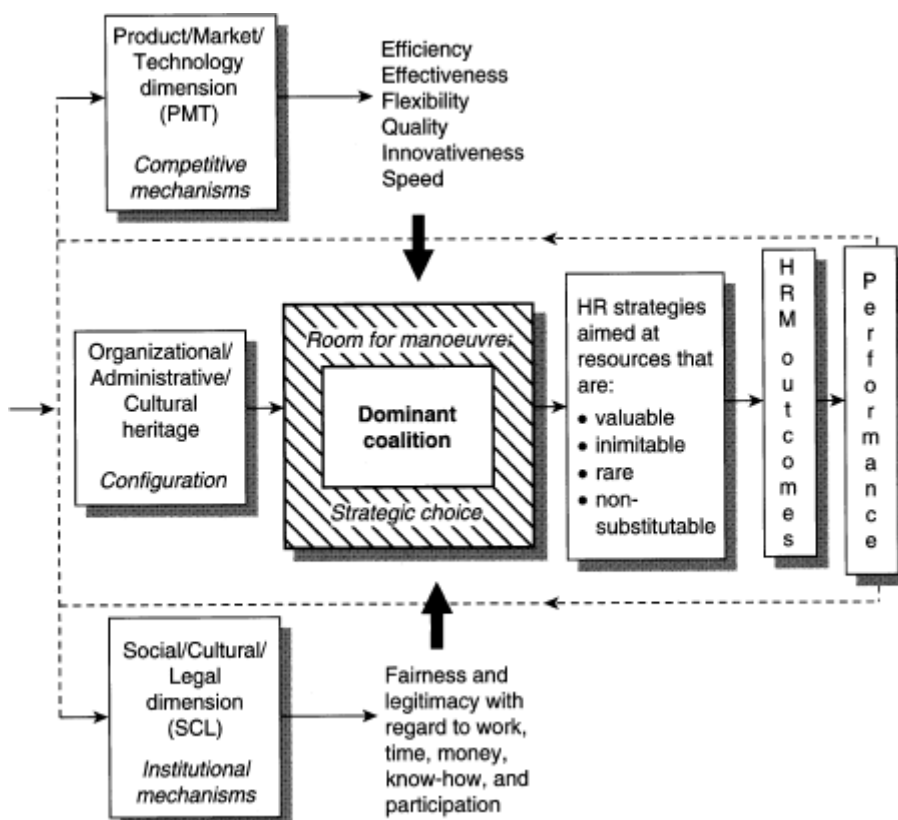 Product/Market/
Technology
dimension
(PMT)
Competitive
mechanisms
Efficiency
Effectiveness
Flexibility
Quality
Innovativeness
Speed
Organizational/
Administrative/
Cultural
heritage
Configuration
Room for manoeuvre:
Dominant
coalition
Strategic choice
HR strategies
aimed at
resources that
are:
• valuable
• inimitable
• rare
• non-
substitutable
HRM outcomes
Performance
Social/Cultural/
Legal
dimension
(SCL)
Institutional
mechanisms
Fairness and
legitimacy with
regard to work,
time, money,
know-how, and
participation